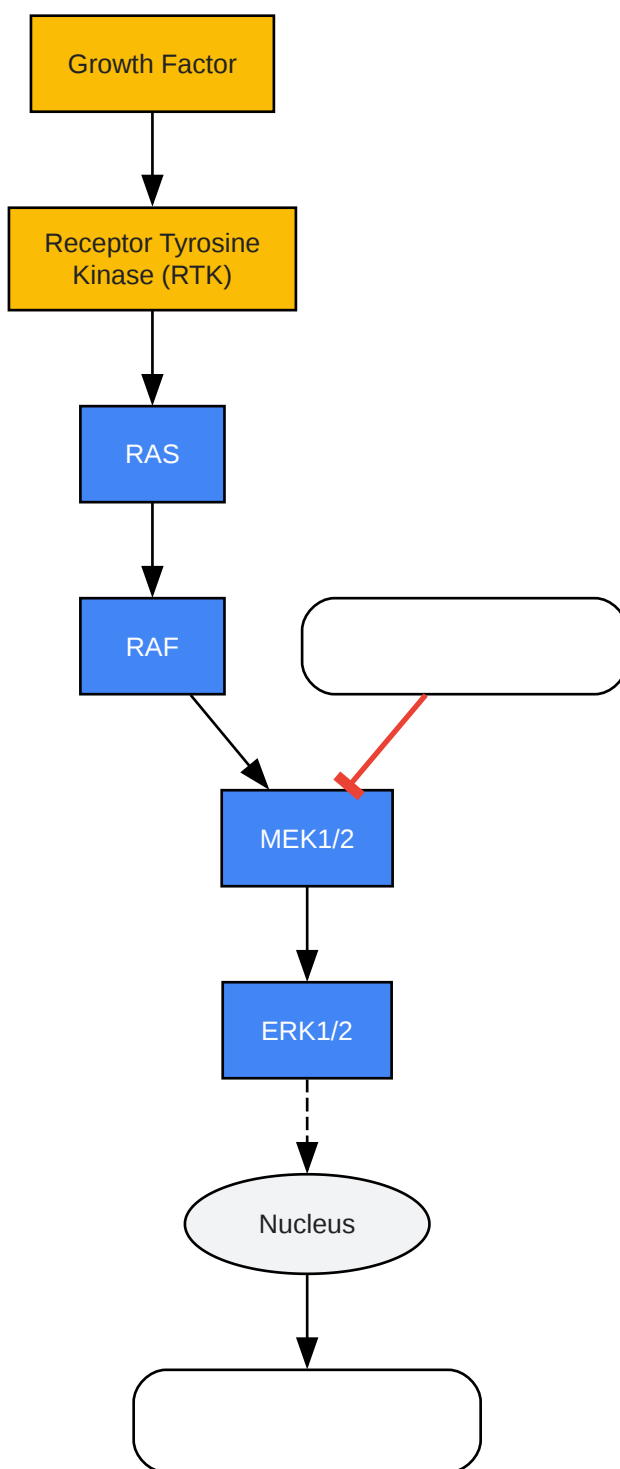 Growth Factor
Receptor Tyrosine
Kinase (RTK)
RAS
RAF
MEK1/2
ERK1/2
Nucleus